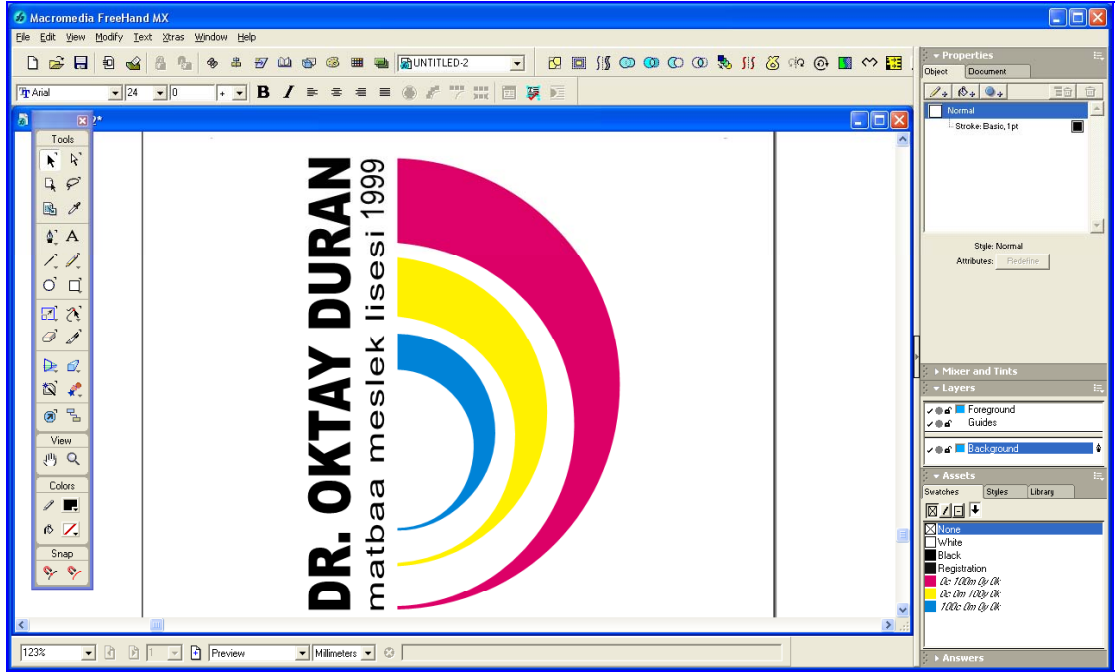 Macromedia FreeHand MX
File Edit View Modify Text Xtras Window Help
UNTITLED-2
Arial 24 0 + B I
2*
Tools
View
Colors
Snap
DR. OKTAY DURAN
matbaa meslek lisesi 1999
123% 1 Preview Millimeters
Properties
Object Document
Normal
Stroke: Basic, 1pt
Style: Normal
Attributes: Redefine
Mixer and Tints
Layers
Foreground
Guides
Background
Assets
Swatches Styles Library
None
White
Black
Registration
0c 100m 0y 0k
0c 0m 100y 0k
100c 0m 0y 0k
Answers